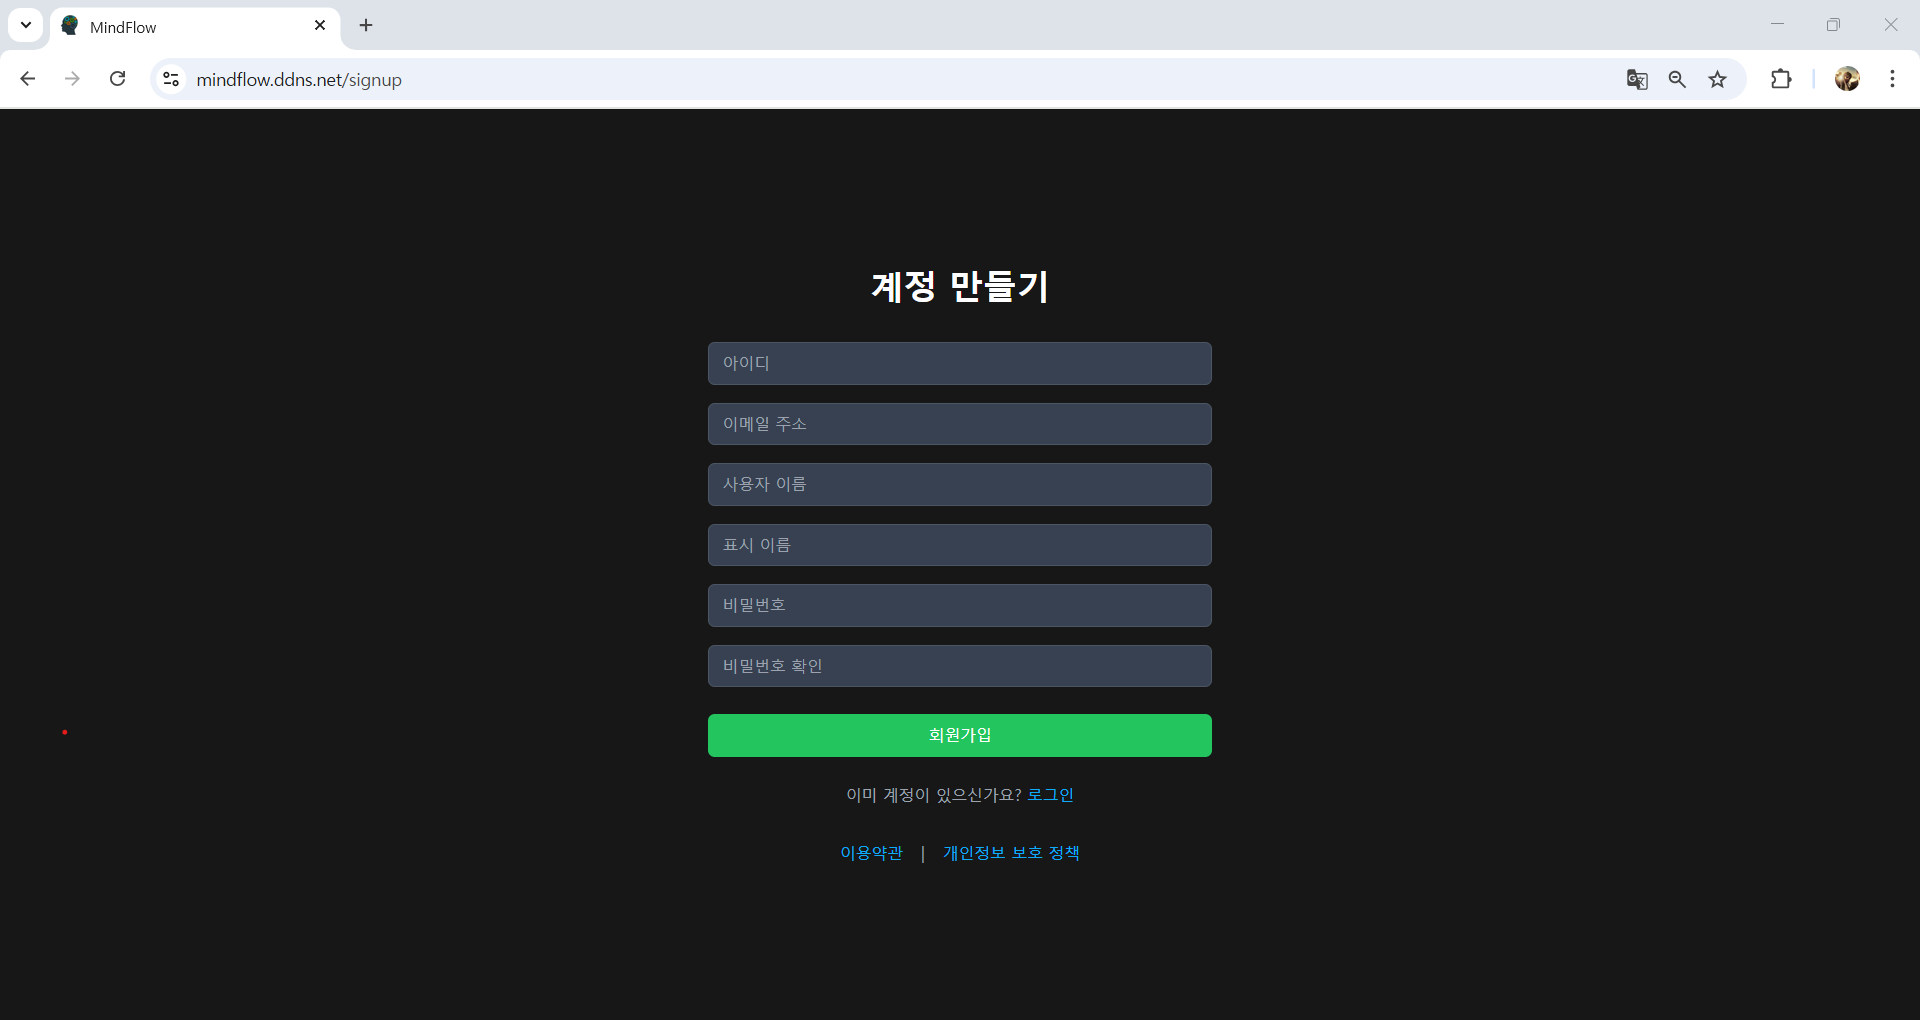 MindFlow
mindflow.ddns.net/signup
계정 만들기
아이디
이메일 주소
사용자 이름
표시 이름
비밀번호
비밀번호 확인
회원가입
이미 계정이 있으신가요? 로그인
이용약관 | 개인정보 보호 정책